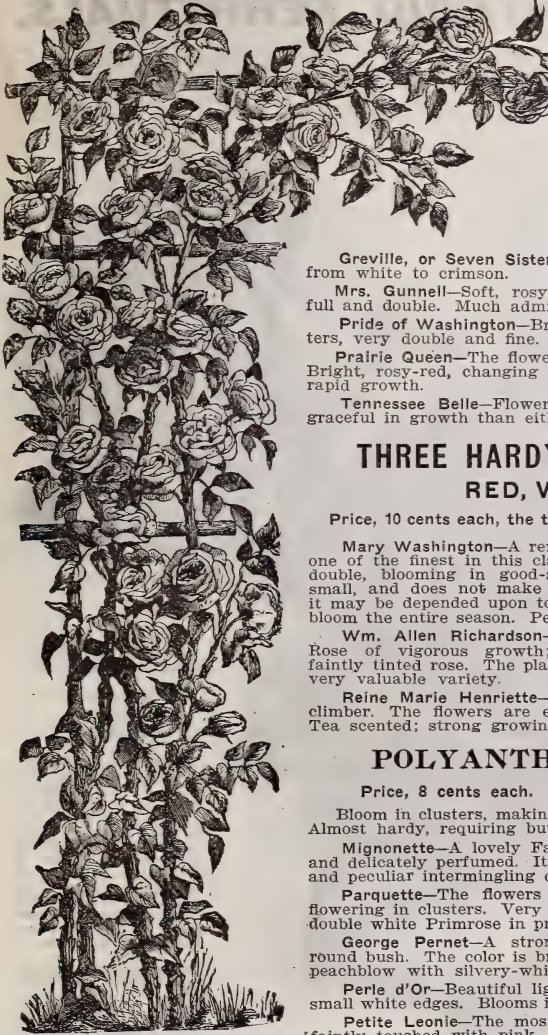 Greville, or Seven Sister
from white to crimson.
Mrs. Gunnell—Soft, rosy
full and double. Much admi
Pride of Washington—Br
ters, very double and fine.
Prairie Queen—The flowe
Bright, rosy-red, changing
rapid growth.
Tennessee Belle—Flower
graceful in growth than eit
THREE HARDY
RED, V
Price, 10 cents each, the t
Mary Washington—A rer
one of the finest in this cla
double, blooming in good-s
small, and does not make
it may be depended upon to
bloom the entire season. Pe
Wm. Allen Richardson—
Rose of vigorous growth;
faintly tinted rose. The pla
very valuable variety.
Reine Marie Henriette—
climber. The flowers are e
Tea scented; strong growin
POLYANTH
Price, 8 cents each.
Bloom in clusters, makin
Almost hardy, requiring bu
Mignonette—A lovely Fa
and delicately perfumed. It
and peculiar intermingling o
Parquette—The flowers
flowering in clusters. Very
double white Primrose in pr
George Pernet—A stron
round bush. The color is br
peachblow with silvery-whi
Perle d'Or—Beautiful lig
small white edges. Blooms i
Petite Leonie—The mos
faintly touched with pink